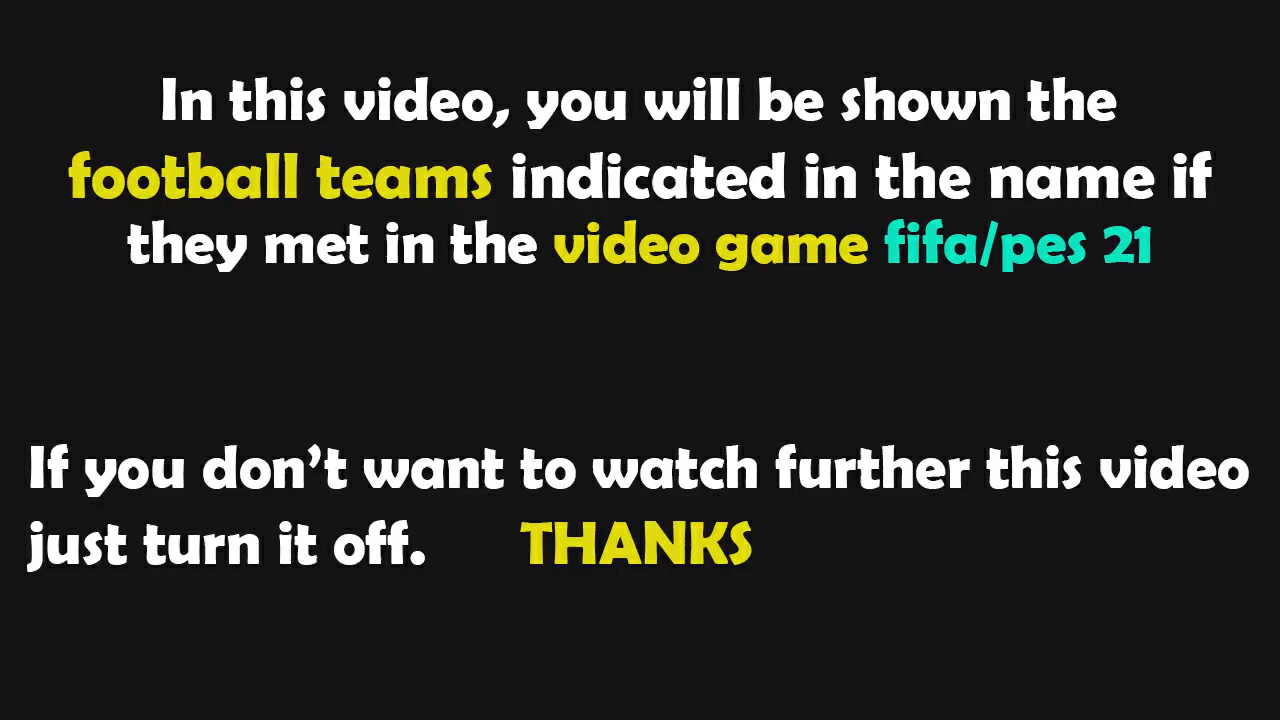 In this video, you will be shown the
football teams indicated in the name if
they met in the video game fifa/pes 21
If you don't want to watch further this video
just turn it off. THANKS